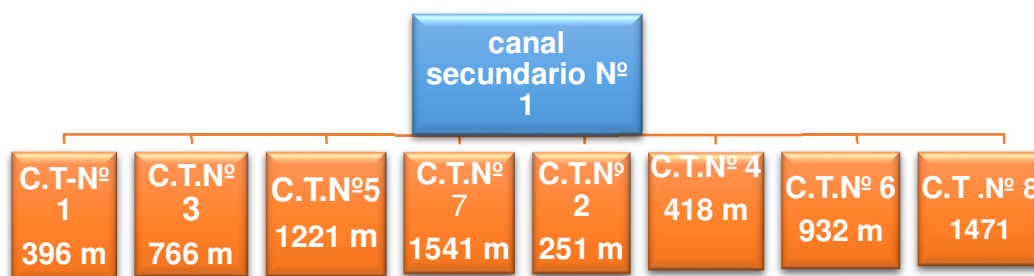 canal
secundario Nº
1
C.T-Nº
1
396 m
C.T.Nº
3
766 m
C.T.Nº5
1221 m
C.T.Nº
7
1541 m
C.T.Nº
2
251 m
C.T.Nº 4
418 m
C.T.Nº 6
932 m
C.T .Nº 8
1471